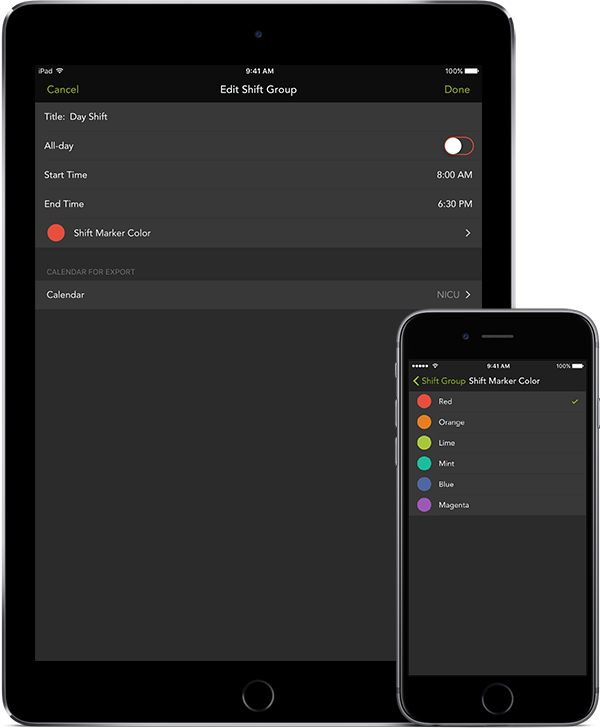 iPad 9:41 AM 100%
Cancel Edit Shift Group Done
Title: Day Shift
All-day
Start Time 8:00 AM
End Time 6:30 PM
Shift Marker Color
CALENDAR FOR EXPORT
Calendar NICU
9:41 AM 100%
Shift Group Shift Marker Color
Red
Orange
Lime
Mint
Blue
Magenta